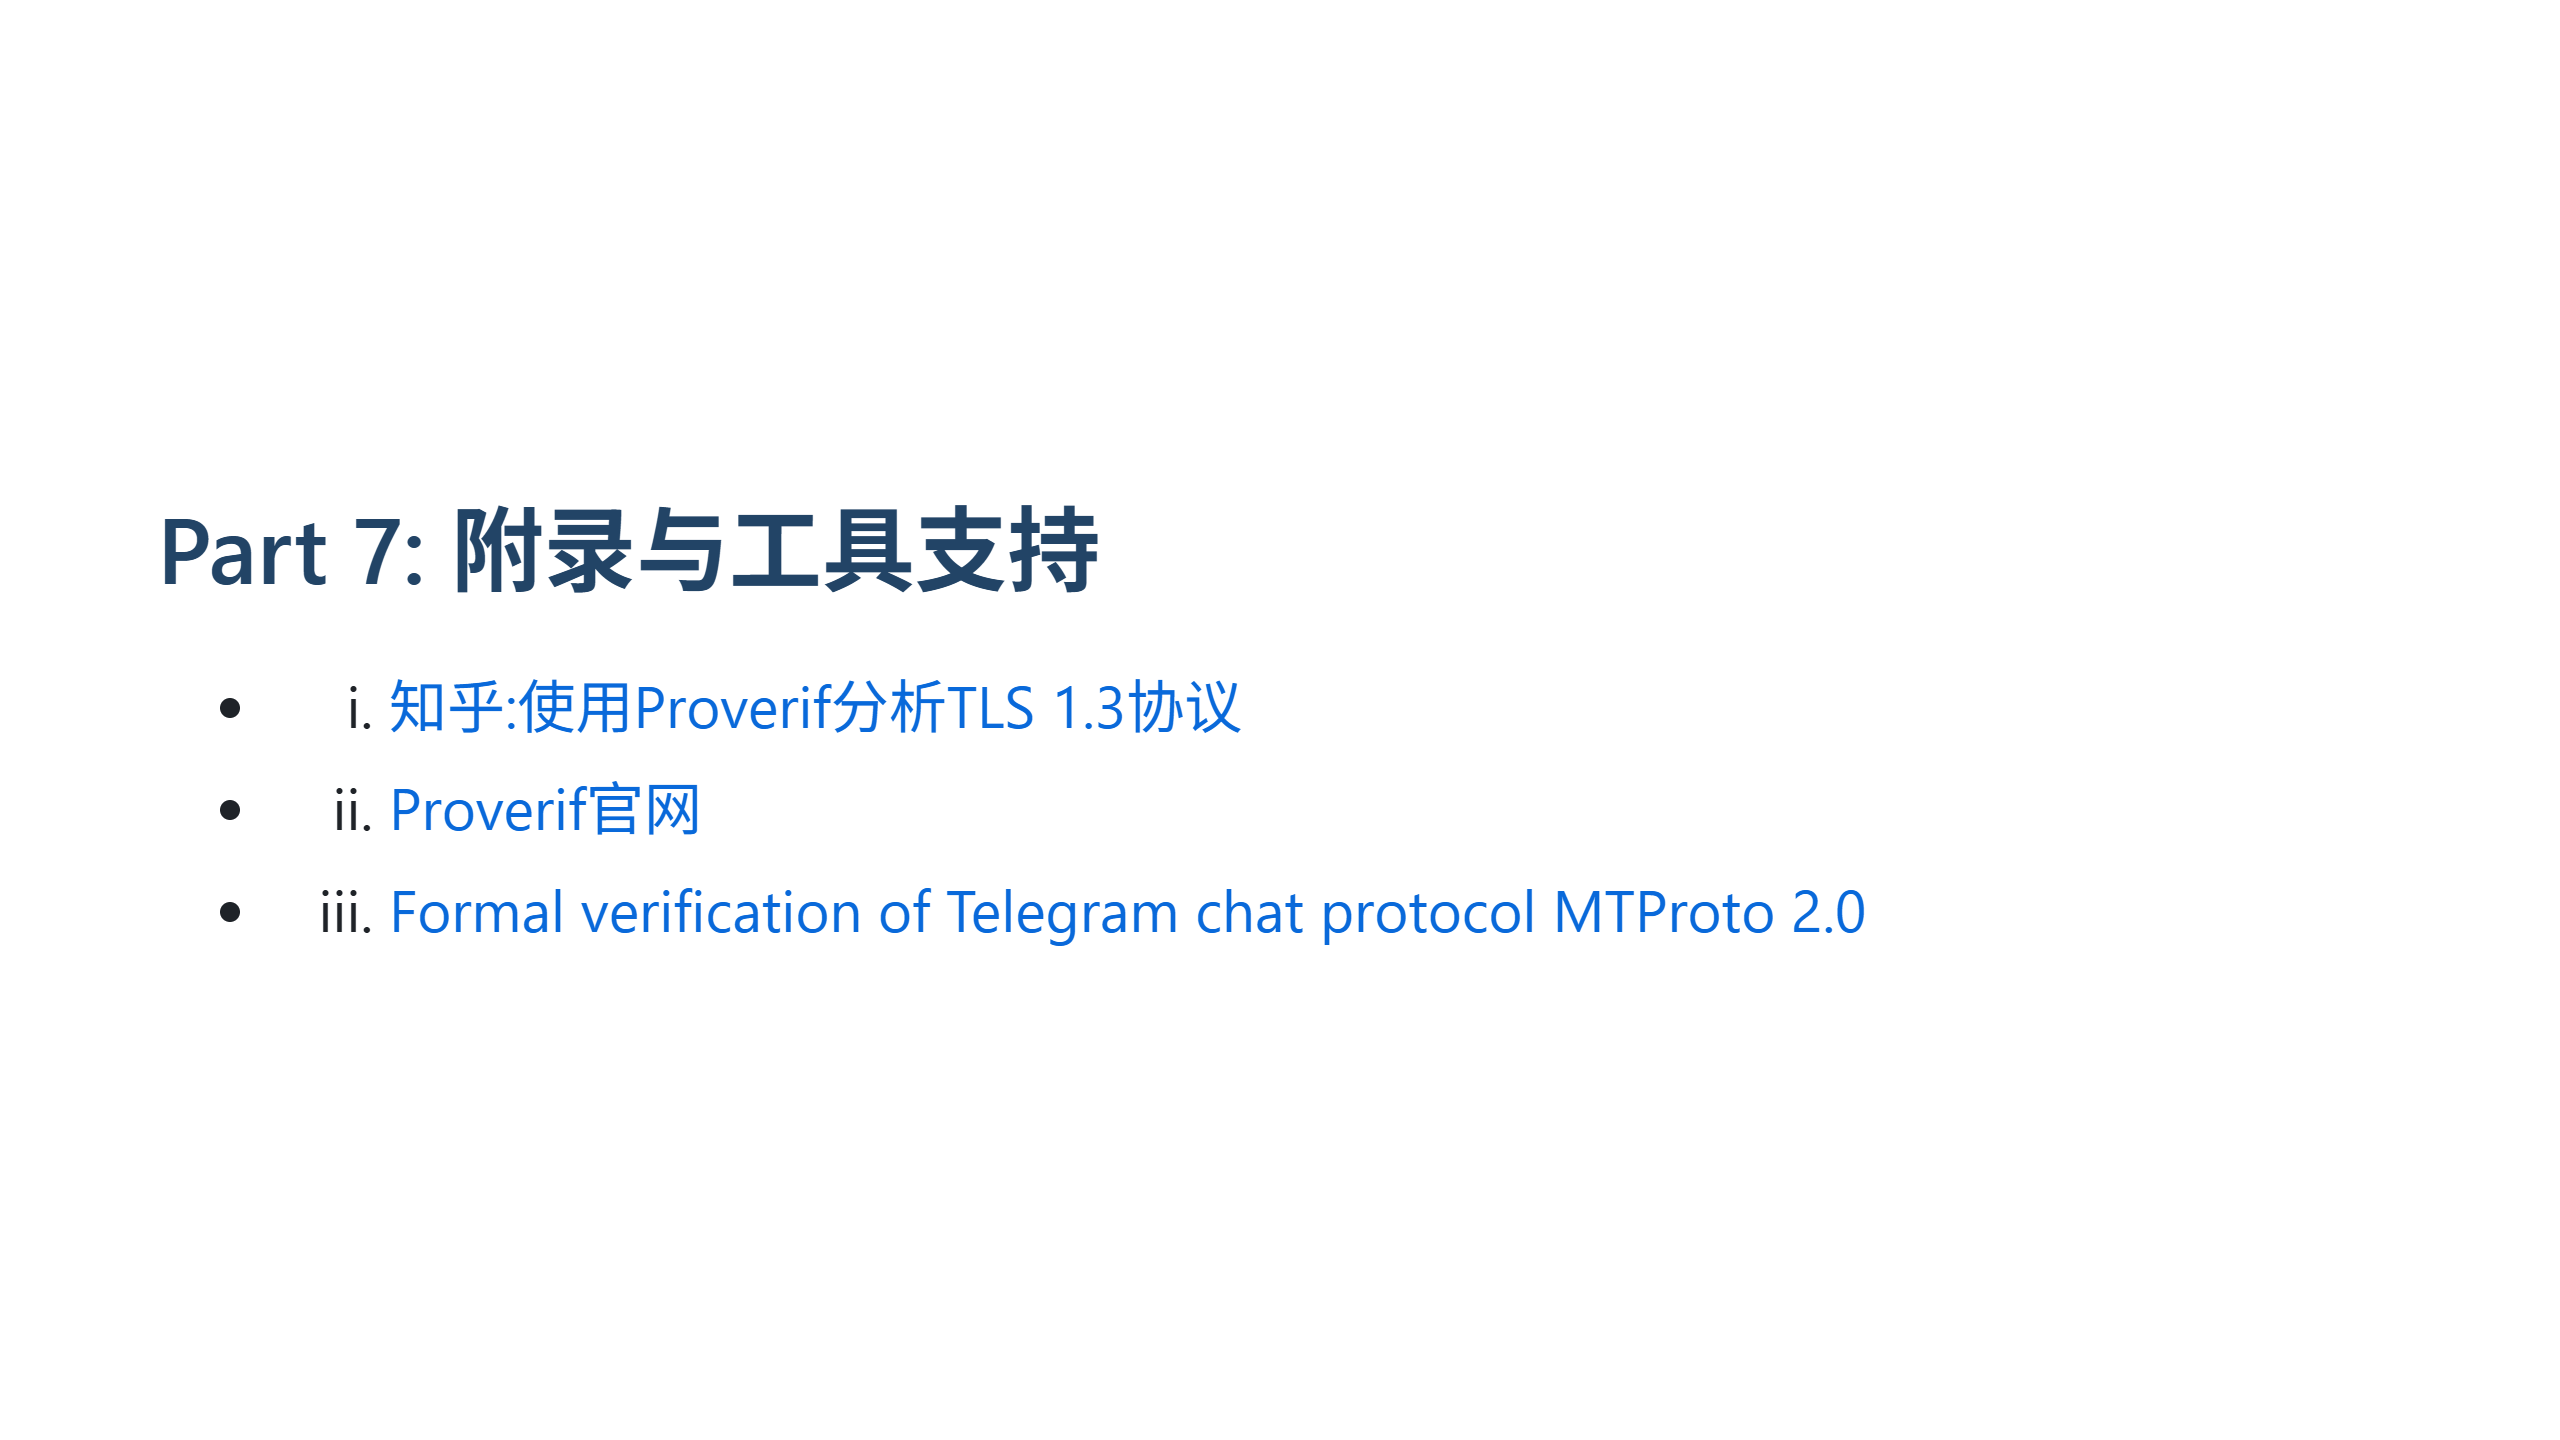 Part 7: 附录与工具支持
• i. 知乎:使用Proverif分析TLS 1.3协议
• ii. Proverif官网
• iii. Formal verification of Telegram chat protocol MTProto 2.0